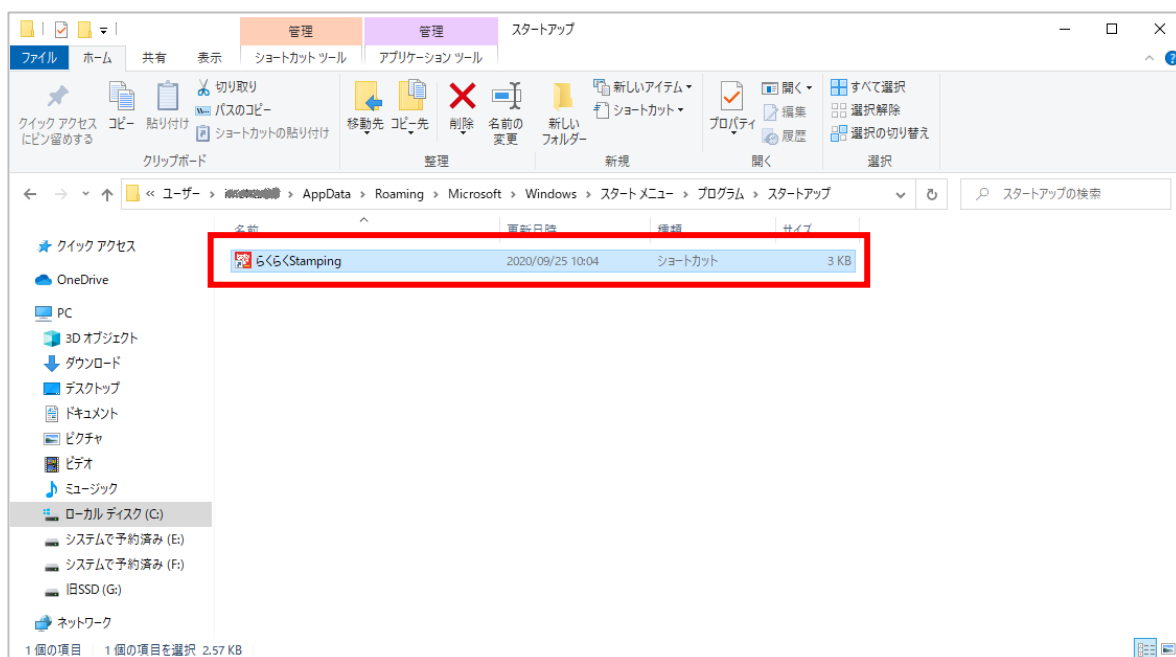 管理 管理 スタートアップ
ファイル ホーム 共有 表示 ショートカット ツール アプリケーション ツール
クイック アクセス
にピン留めする
コピー 貼り付け
切り取り
パスのコピー
ショートカットの貼り付け
移動先 コピー先 削除 名前の
変更
新しい
フォルダー
新しいアイテム
ショートカット
プロパティ
開く
編集
履歴
すべて選択
選択解除
選択の切り替え
クリップボード 整理 新規 開く 選択
« ユーザー › › AppData › Roaming › Microsoft › Windows › スタート メニュー › プログラム › スタートアップ
スタートアップの検索
名前 更新日時 種類 サイズ
らくらくStamping 2020/09/25 10:04 ショートカット 3 KB
クイック アクセス
OneDrive
PC
3D オブジェクト
ダウンロード
デスクトップ
ドキュメント
ピクチャ
ビデオ
ミュージック
ローカル ディスク (C:)
システムで予約済み (E:)
システムで予約済み (F:)
旧SSD (G:)
ネットワーク
1 個の項目 1 個の項目を選択 2.57 KB